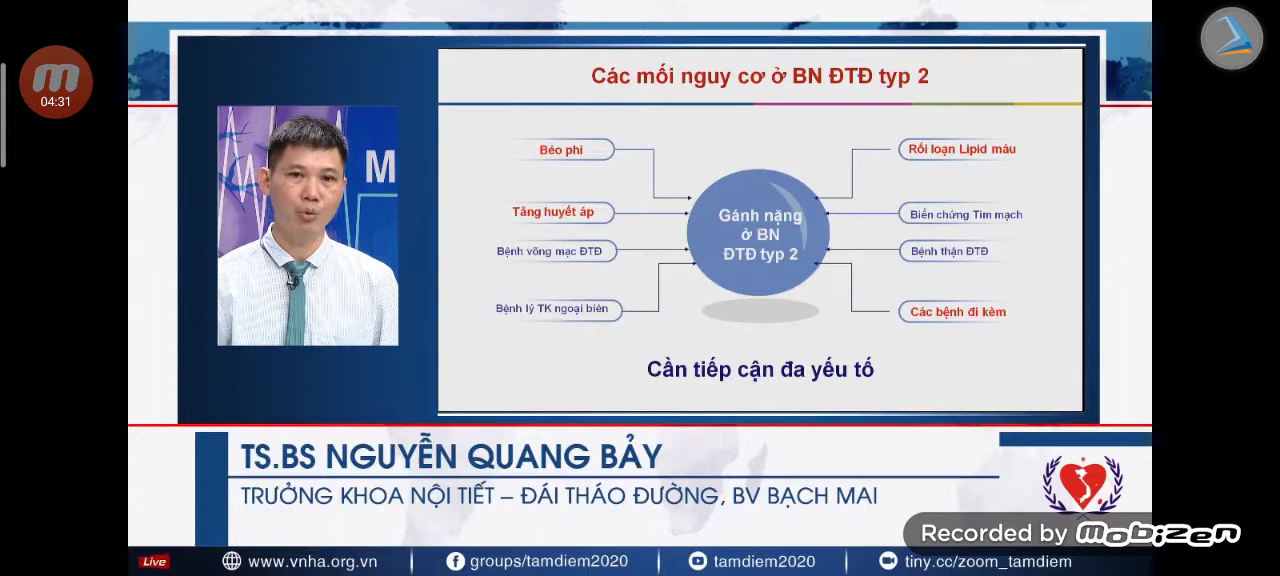 04:31
M
Các mối nguy cơ ở BN ĐTĐ typ 2
Béo phì
Rối loạn Lipid máu
Tăng huyết áp
Biến chứng Tim mạch
Bệnh võng mạc ĐTĐ
Bệnh thận ĐTĐ
Bệnh lý TK ngoại biên
Các bệnh đi kèm
Gánh nặng
ở BN
ĐTĐ typ 2
Cần tiếp cận đa yếu tố
TS.BS NGUYỄN QUANG BẢY
TRƯỞNG KHOA NỘI TIẾT – ĐÁI THÁO ĐƯỜNG, BV BẠCH MAI
Recorded by mobizen
Live
www.vnha.org.vn
groups/tamdiem2020
tamdiem2020
tiny.cc/zoom_tamdiem